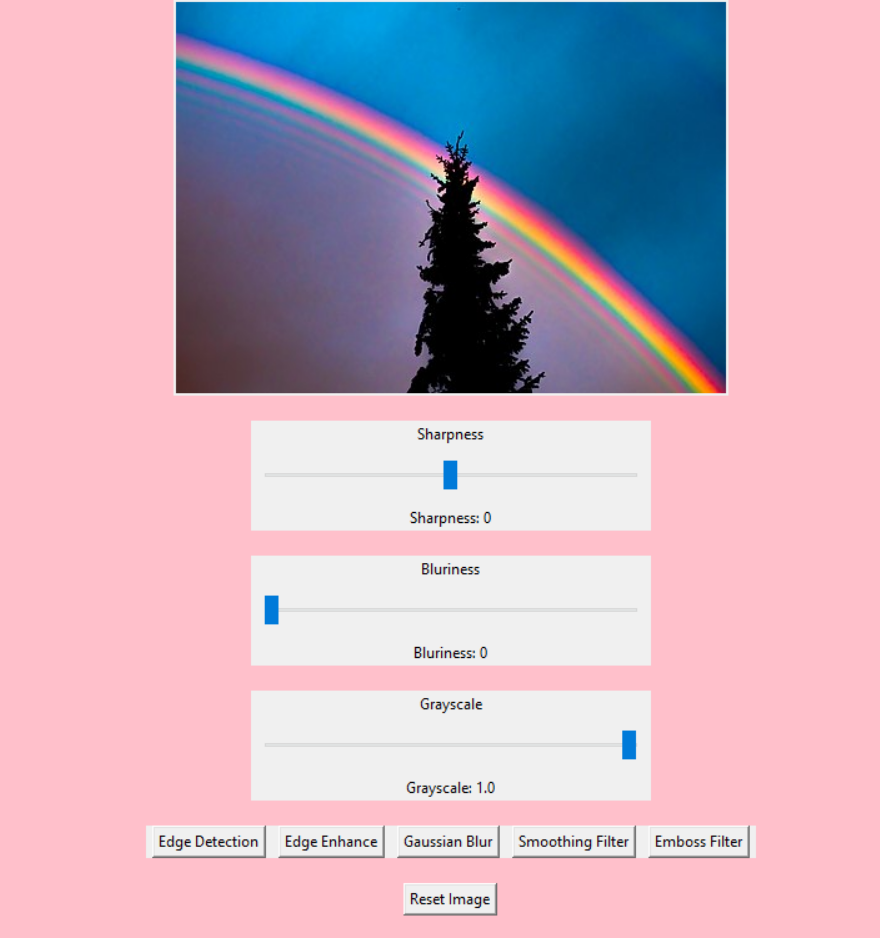 Sharpness
Sharpness: 0
Bluriness
Bluriness: 0
Grayscale
Grayscale: 1.0
Edge Detection Edge Enhance Gaussian Blur Smoothing Filter Emboss Filter
Reset Image